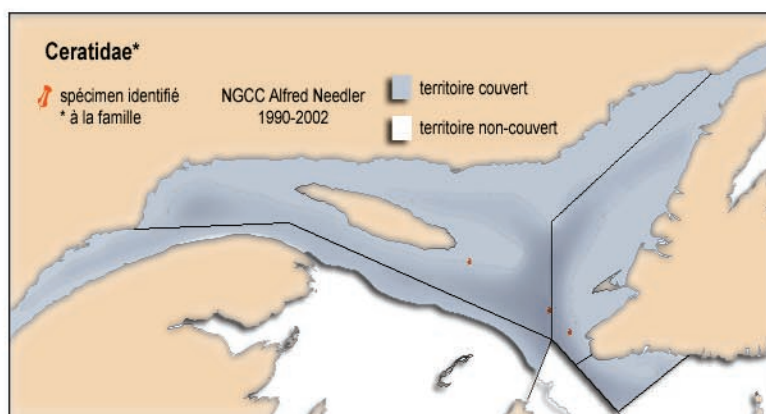 Ceratidae*
spécimen identifié
* à la famille
NGCC Alfred Needler
1990-2002
territoire couvert
territoire non-couvert